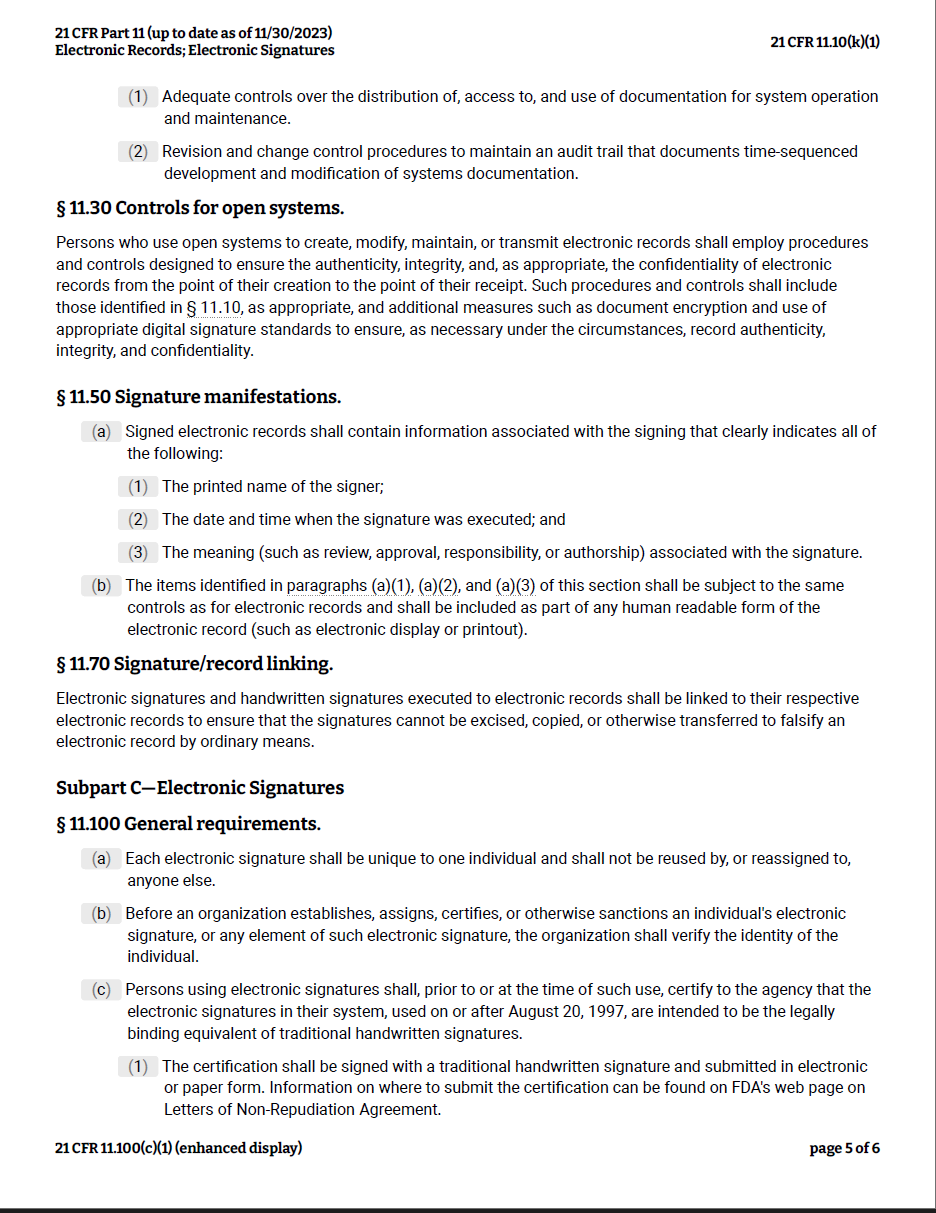 21 CFR Part 11 (up to date as of 11/30/2023)
Electronic Records; Electronic Signatures
21 CFR 11.10(k)(1)
(1) Adequate controls over the distribution of, access to, and use of documentation for system operation
and maintenance.
(2) Revision and change control procedures to maintain an audit trail that documents time-sequenced
development and modification of systems documentation.
§ 11.30 Controls for open systems.
Persons who use open systems to create, modify, maintain, or transmit electronic records shall employ procedures
and controls designed to ensure the authenticity, integrity, and, as appropriate, the confidentiality of electronic
records from the point of their creation to the point of their receipt. Such procedures and controls shall include
those identified in § 11.10, as appropriate, and additional measures such as document encryption and use of
appropriate digital signature standards to ensure, as necessary under the circumstances, record authenticity,
integrity, and confidentiality.
§ 11.50 Signature manifestations.
(a) Signed electronic records shall contain information associated with the signing that clearly indicates all of
the following:
(1) The printed name of the signer;
(2) The date and time when the signature was executed; and
(3) The meaning (such as review, approval, responsibility, or authorship) associated with the signature.
(b) The items identified in paragraphs (a)(1), (a)(2), and (a)(3) of this section shall be subject to the same
controls as for electronic records and shall be included as part of any human readable form of the
electronic record (such as electronic display or printout).
§ 11.70 Signature/record linking.
Electronic signatures and handwritten signatures executed to electronic records shall be linked to their respective
electronic records to ensure that the signatures cannot be excised, copied, or otherwise transferred to falsify an
electronic record by ordinary means.
Subpart C—Electronic Signatures
§ 11.100 General requirements.
(a) Each electronic signature shall be unique to one individual and shall not be reused by, or reassigned to,
anyone else.
(b) Before an organization establishes, assigns, certifies, or otherwise sanctions an individual's electronic
signature, or any element of such electronic signature, the organization shall verify the identity of the
individual.
(c) Persons using electronic signatures shall, prior to or at the time of such use, certify to the agency that the
electronic signatures in their system, used on or after August 20, 1997, are intended to be the legally
binding equivalent of traditional handwritten signatures.
(1) The certification shall be signed with a traditional handwritten signature and submitted in electronic
or paper form. Information on where to submit the certification can be found on FDA's web page on
Letters of Non-Repudiation Agreement.
21 CFR 11.100(c)(1) (enhanced display)
page 5 of 6